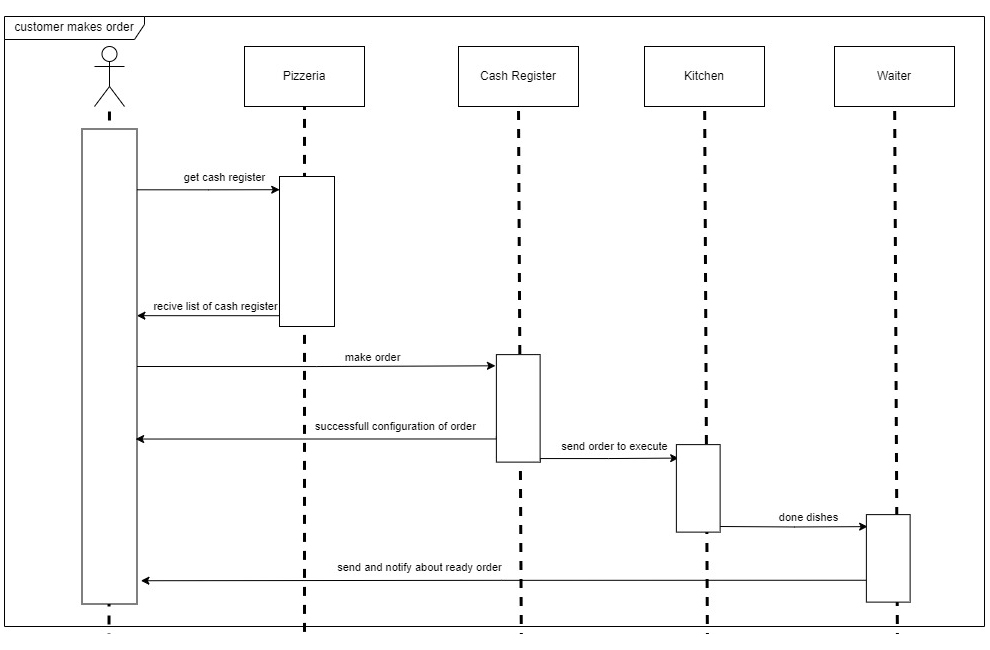 customer makes order
Pizzeria
Cash Register
Kitchen
Waiter
get cash register
recive list of cash register
make order
successfull configuration of order
send order to execute
done dishes
send and notify about ready order